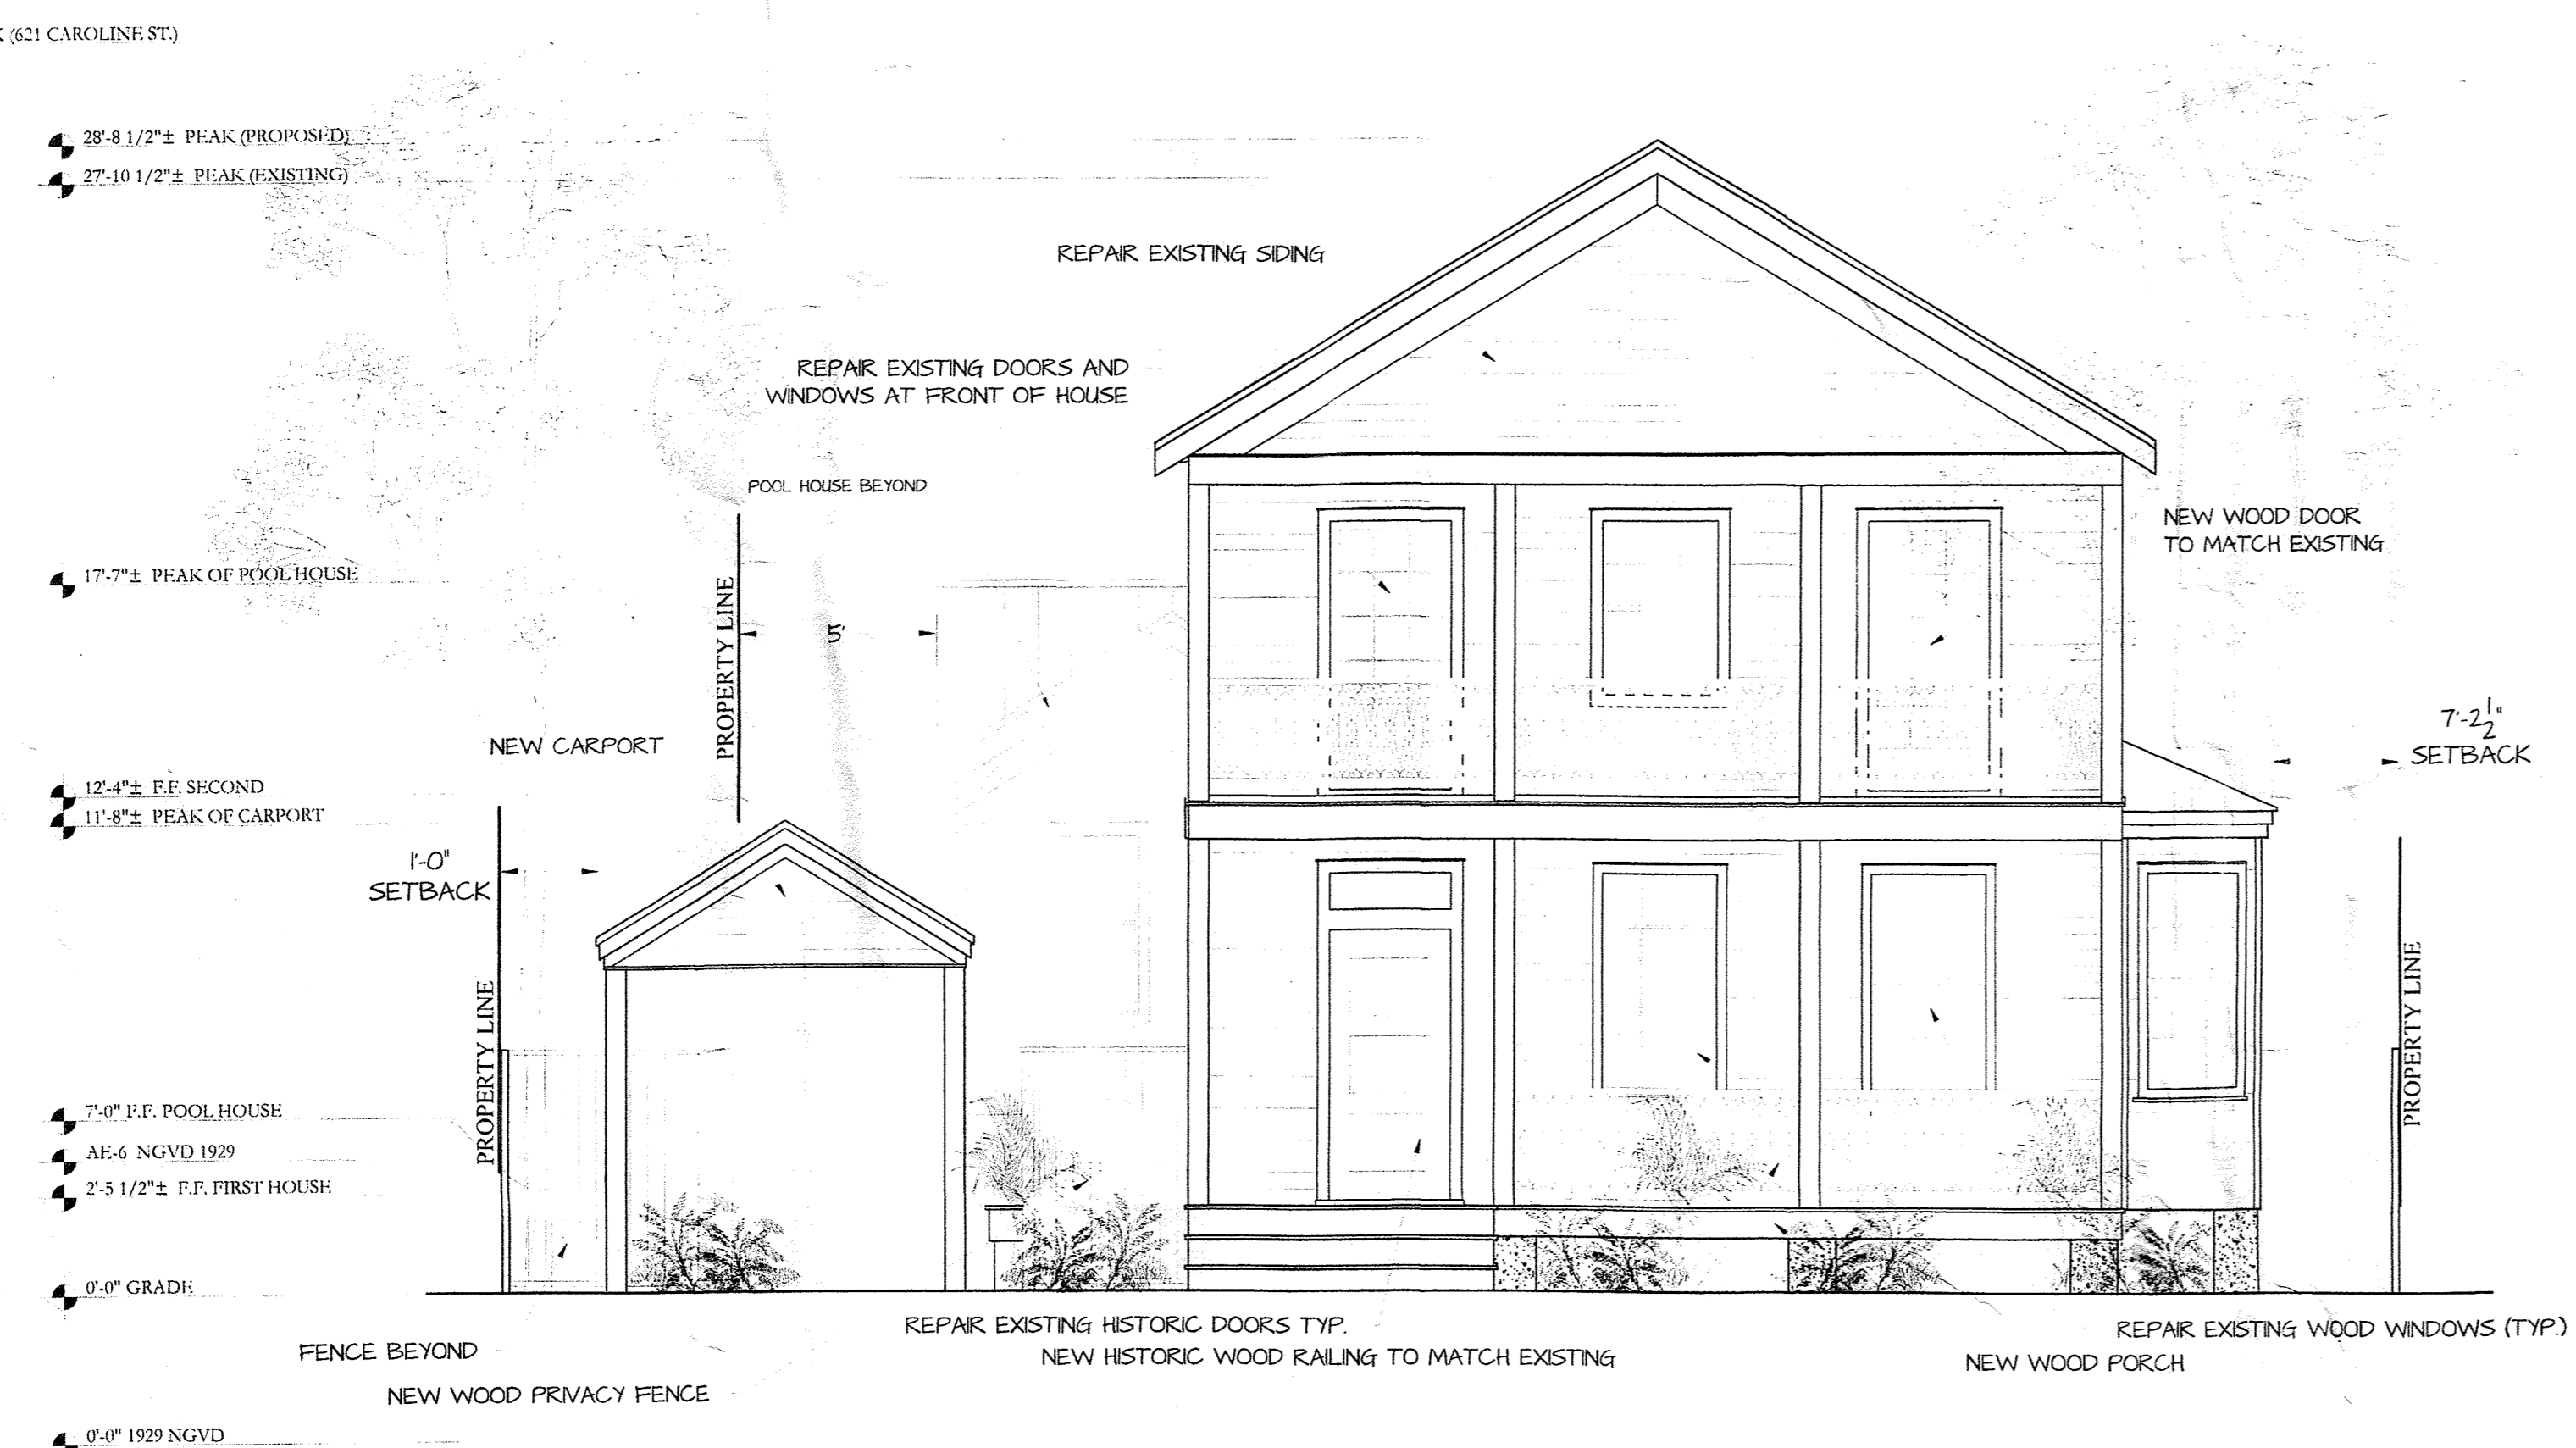 (621 CAROLINE ST.)
28'-8 1/2"± PEAK (PROPOSED)
27'-10 1/2"± PEAK (EXISTING)
REPAIR EXISTING SIDING
REPAIR EXISTING DOORS AND
WINDOWS AT FRONT OF HOUSE
POOL HOUSE BEYOND
NEW WOOD DOOR
TO MATCH EXISTING
17'-7"± PEAK OF POOL HOUSE
PROPERTY LINE
5'
NEW CARPORT
7'-2 1/2"
SETBACK
12'-4"± F.F. SECOND
11'-8"± PEAK OF CARPORT
1'-0"
SETBACK
PROPERTY LINE
PROPERTY LINE
7'-0" F.F. POOL HOUSE
AE-6 NGVD 1929
2'-5 1/2"± F.F. FIRST HOUSE
0'-0" GRADE
REPAIR EXISTING HISTORIC DOORS TYP.
REPAIR EXISTING WOOD WINDOWS (TYP.)
FENCE BEYOND
NEW HISTORIC WOOD RAILING TO MATCH EXISTING
NEW WOOD PORCH
NEW WOOD PRIVACY FENCE
0'-0" 1929 NGVD